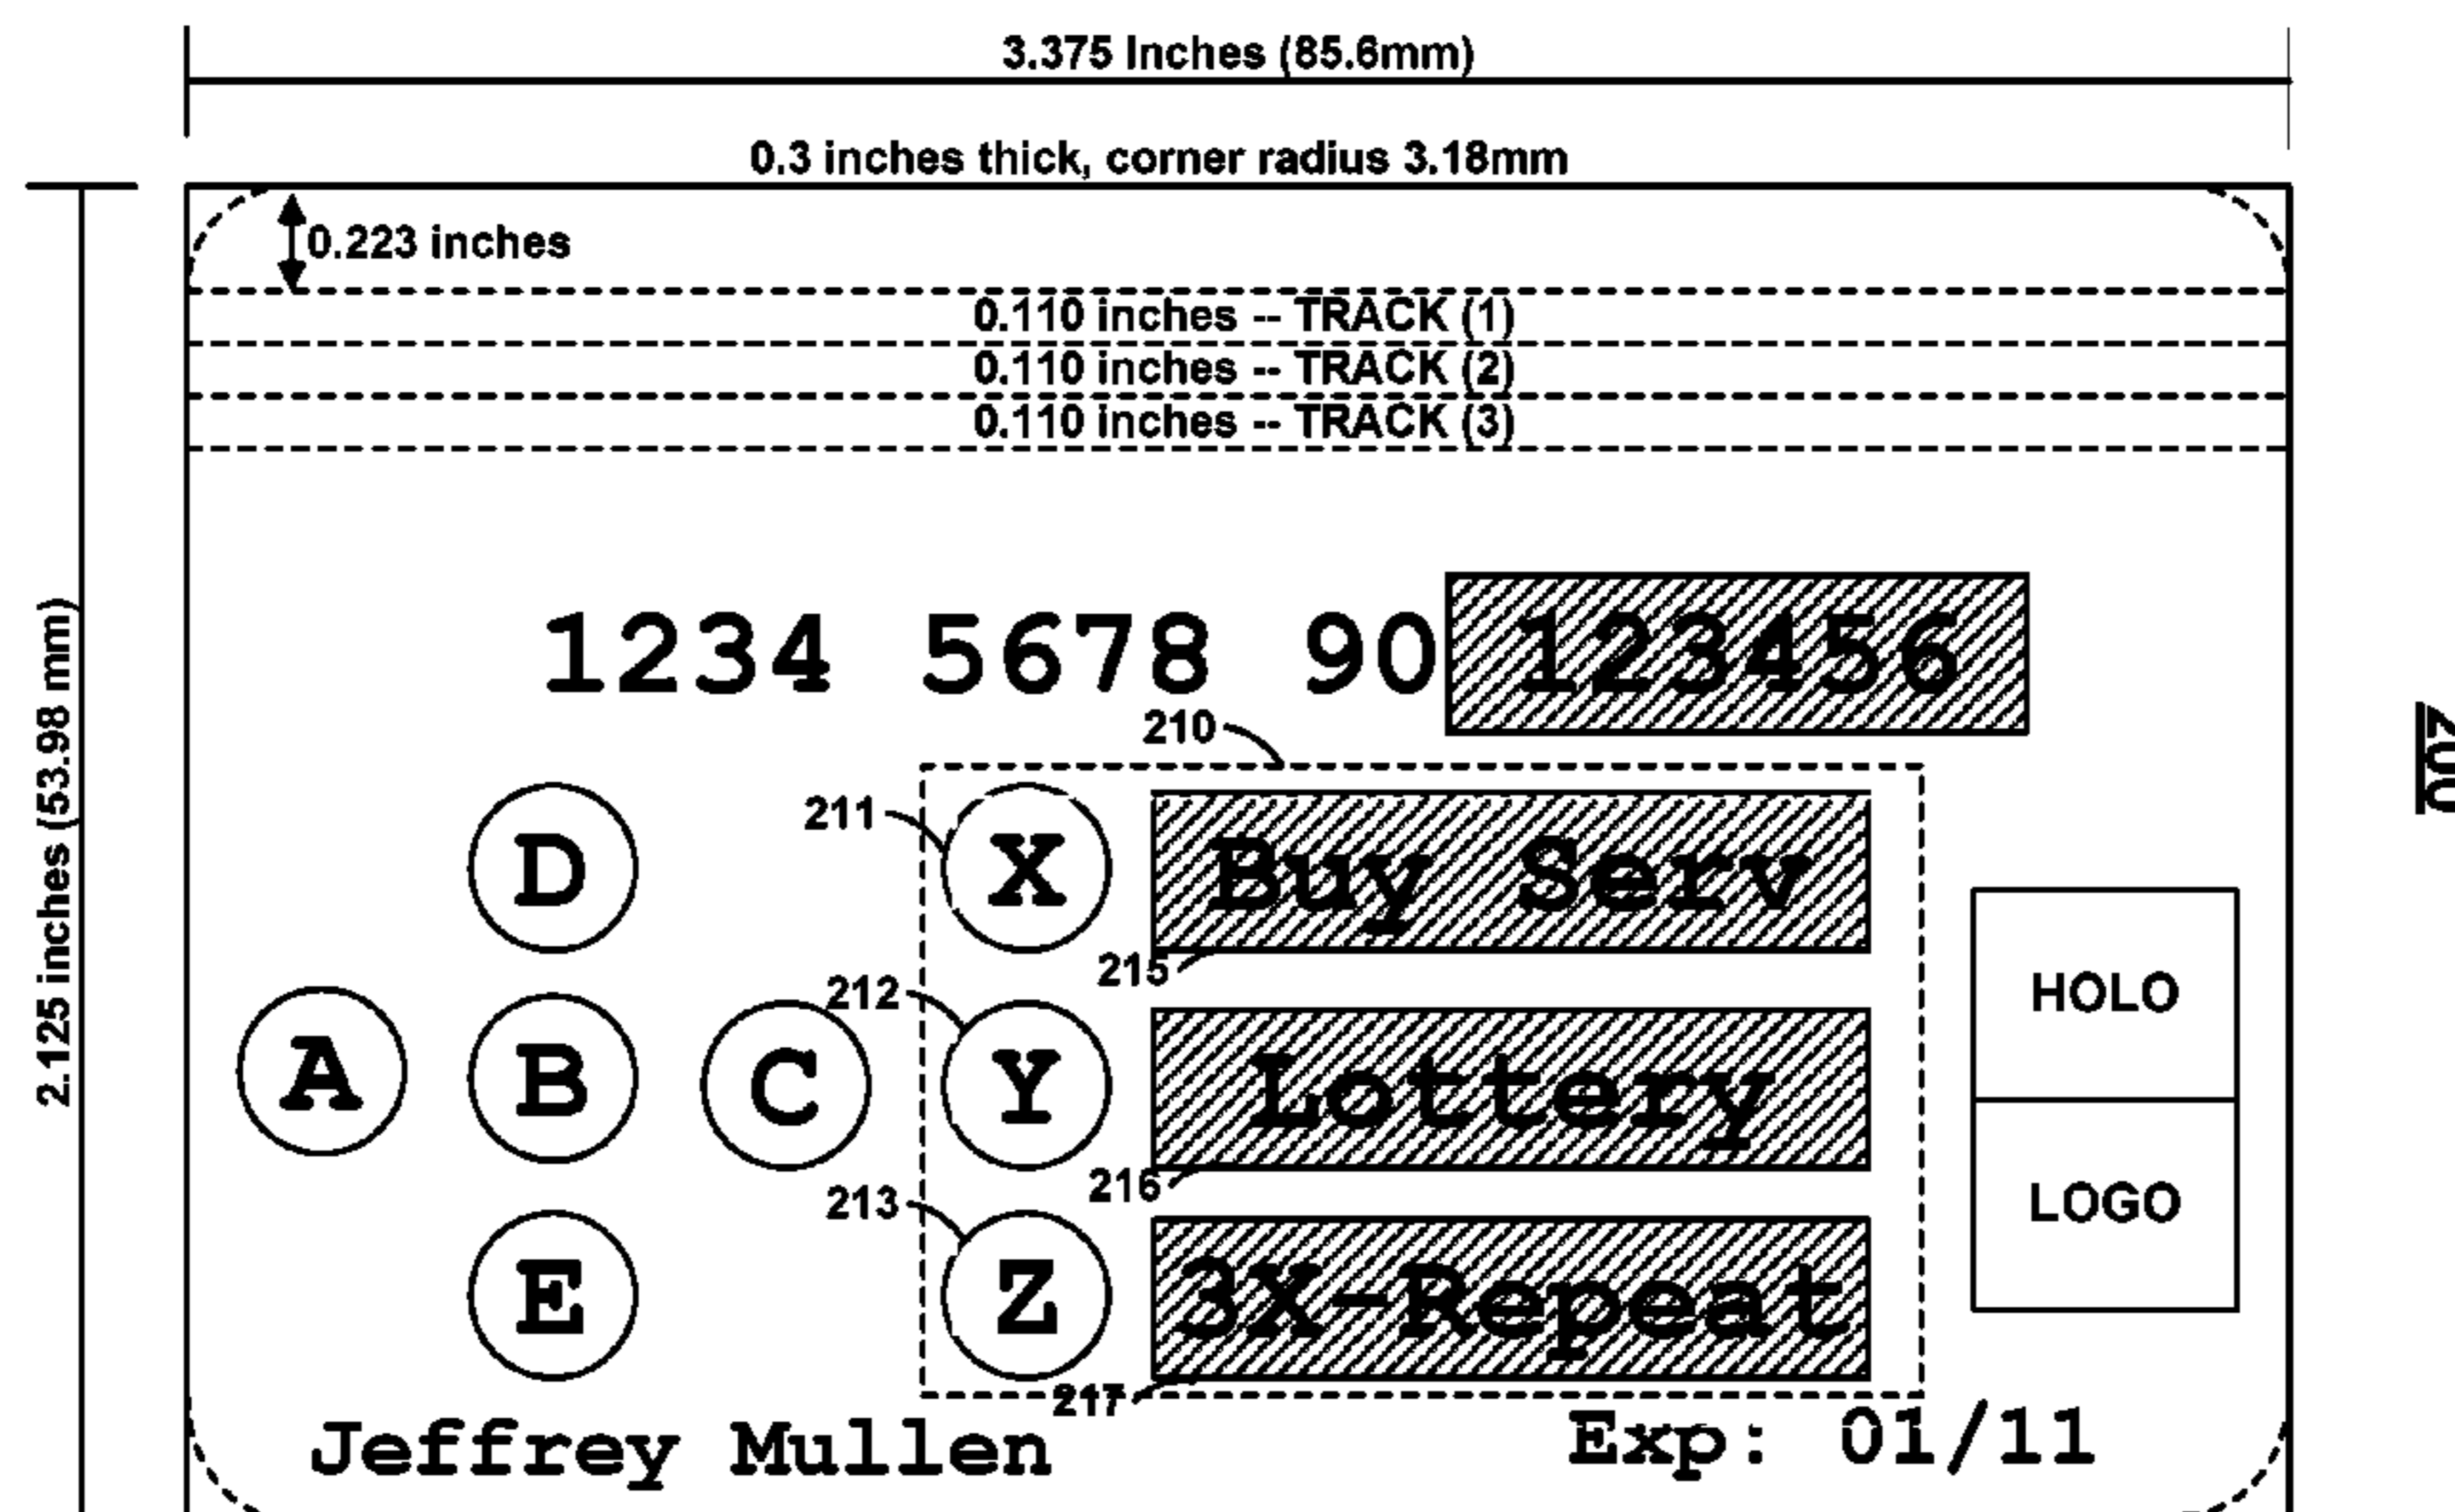 3.375 Inches (85.6mm)
0.3 inches thick, corner radius 3.18mm
0.223 inches
0.110 inches -- TRACK (1)
0.110 inches -- TRACK (2)
0.110 inches -- TRACK (3)
2.125 inches (53.98 mm)
1234 5678 90 123456
200
210
211
D X Buy Serv
215
212
HOLO
A B C Y Lottery
216
213
LOGO
E Z 3X-Repeat
217
Jeffrey Mullen Exp: 01/11